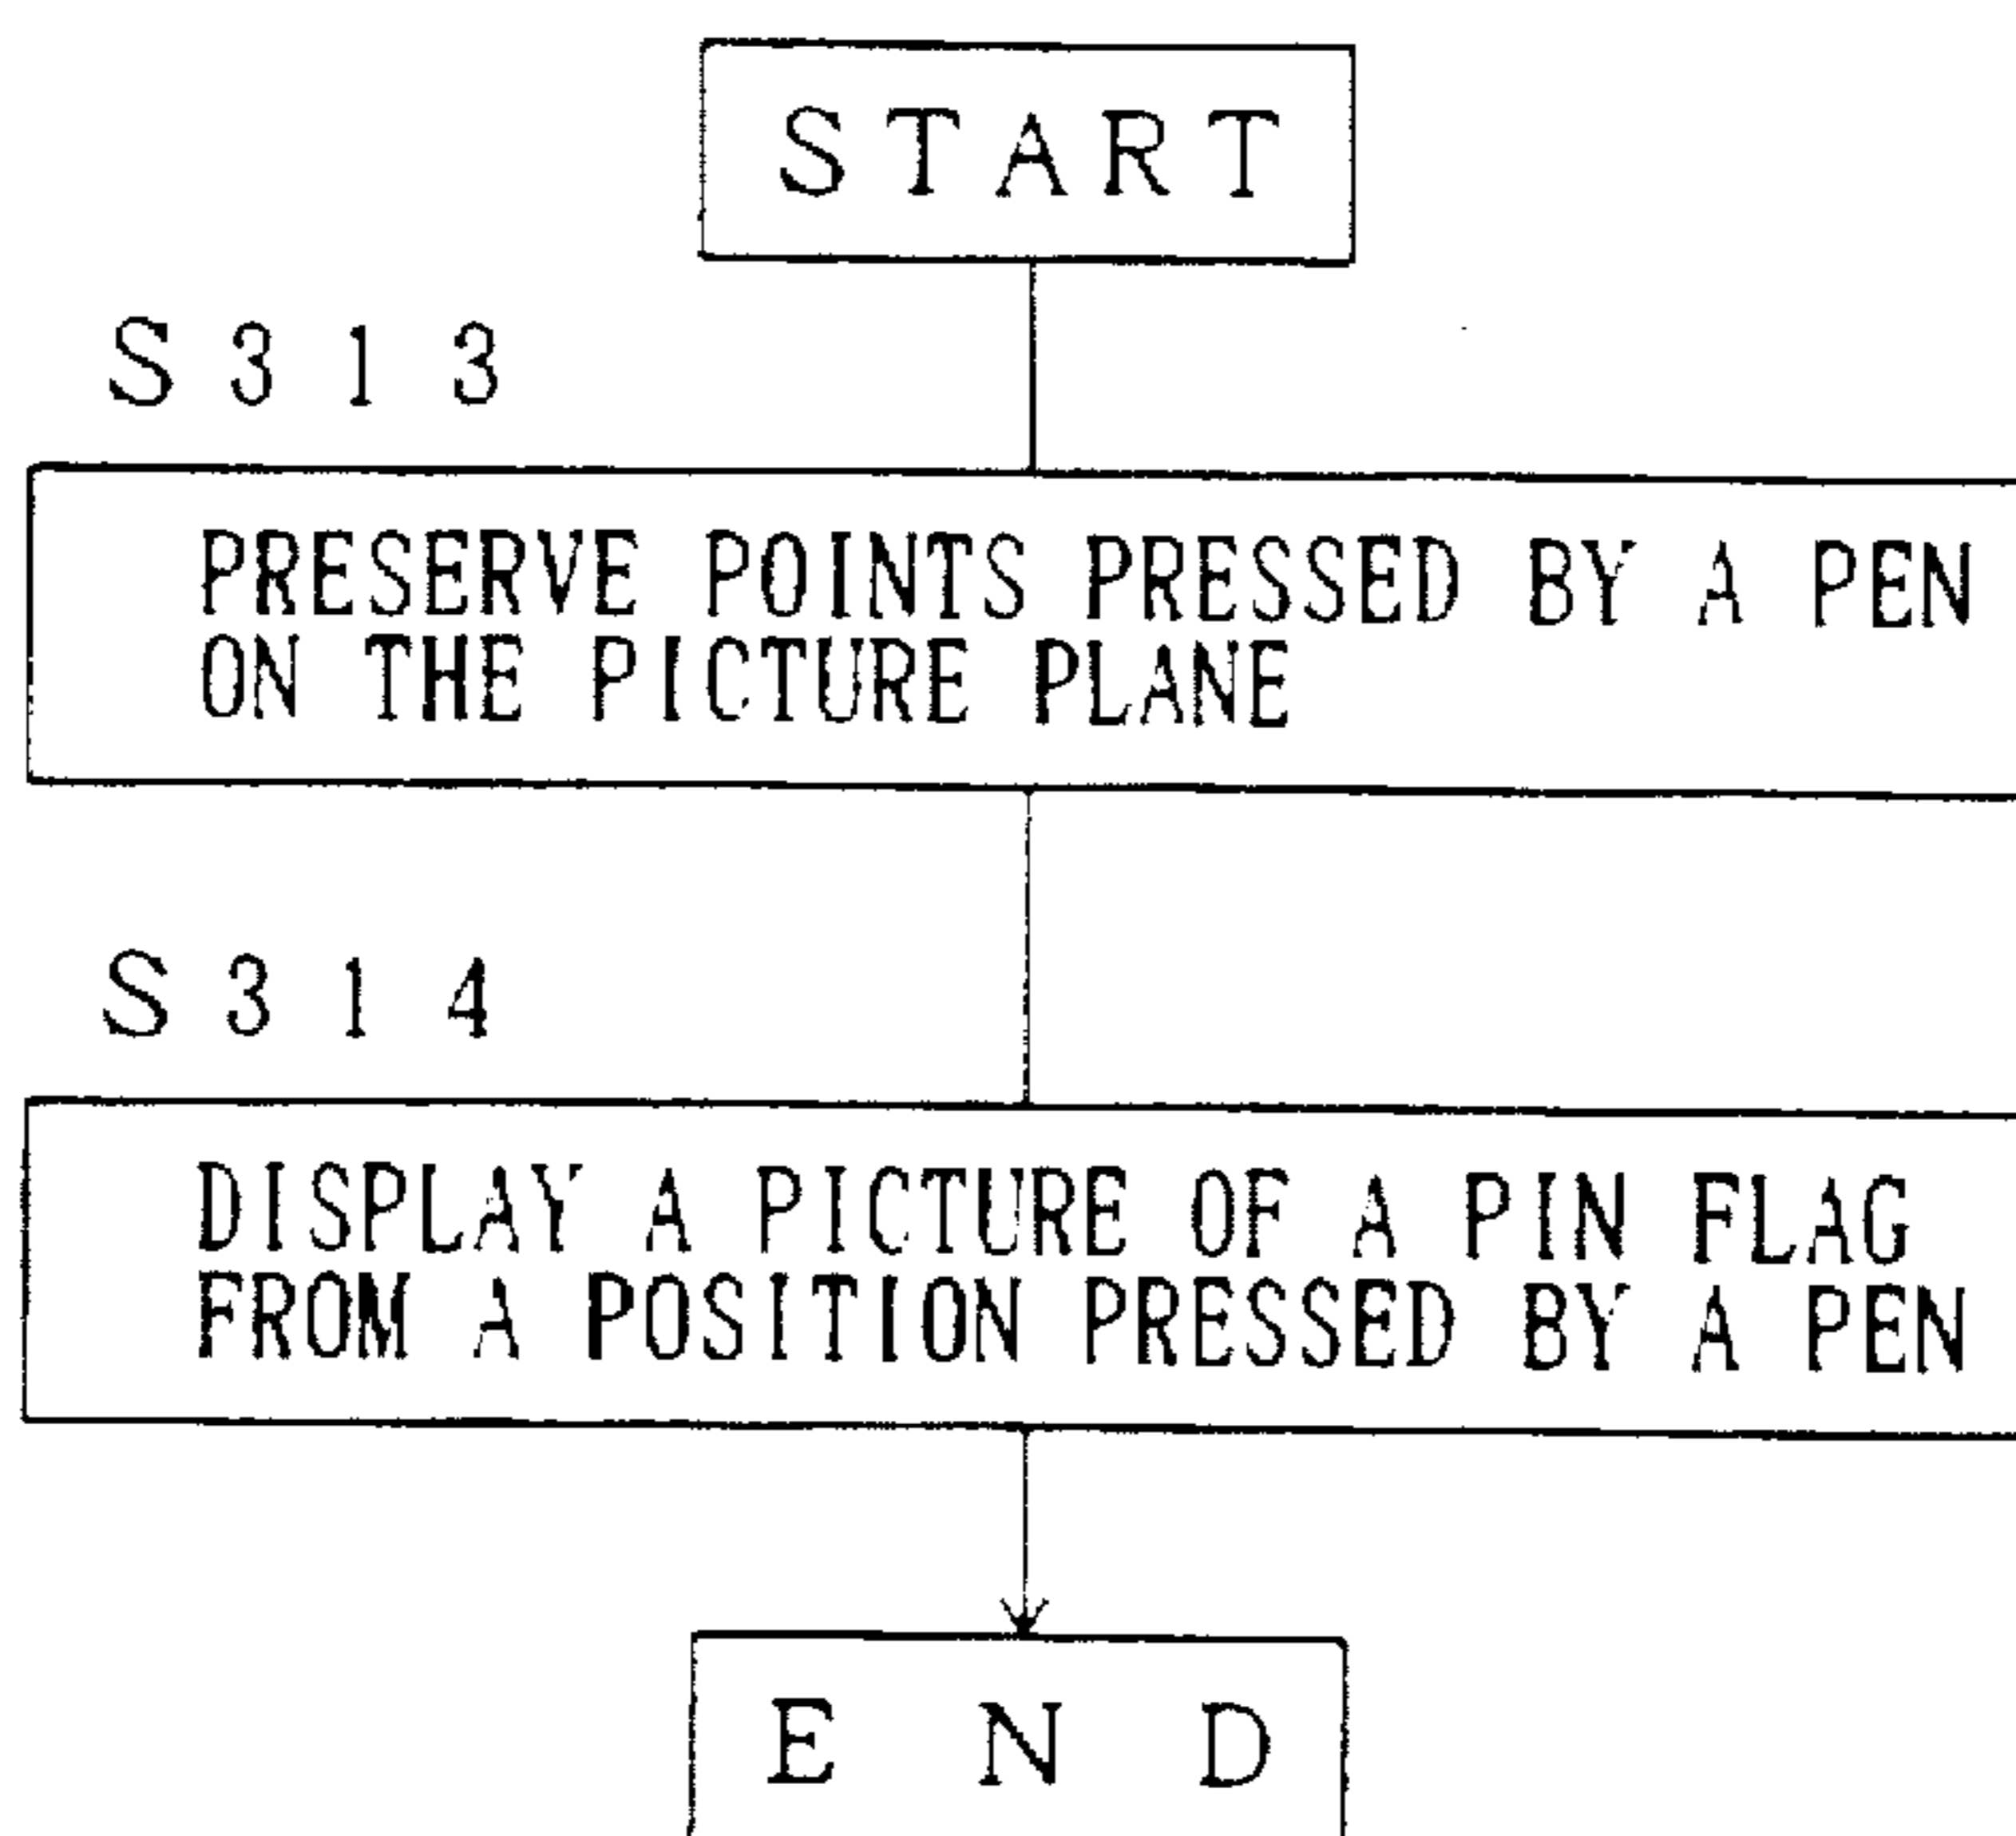 START
S313
PRESERVE POINTS PRESSED BY A PEN
ON THE PICTURE PLANE
S314
DISPLAY A PICTURE OF A PIN FLAG
FROM A POSITION PRESSED BY A PEN
END